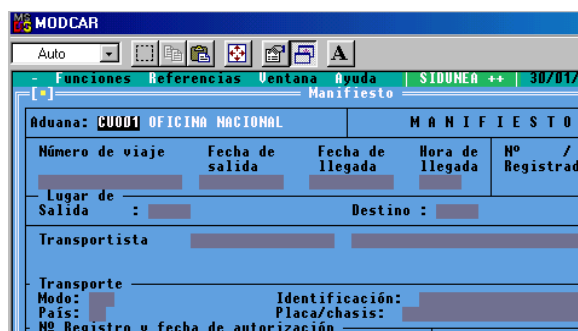 MODCAR
Auto A
- Funciones Referencias Ventana Ayuda | SIDUNEA ++ | 30/01/
Manifiesto
Aduana: CU001 OFICINA NACIONAL M A N I F I E S T O
Número de viaje Fecha de salida Fecha de llegada Hora de llegada Nº /
Registrad
Lugar de
Salida : Destino :
Transportista
Transporte
Modo: Identificación:
País: Placa/chasis:
Nº Registro y fecha de autorización